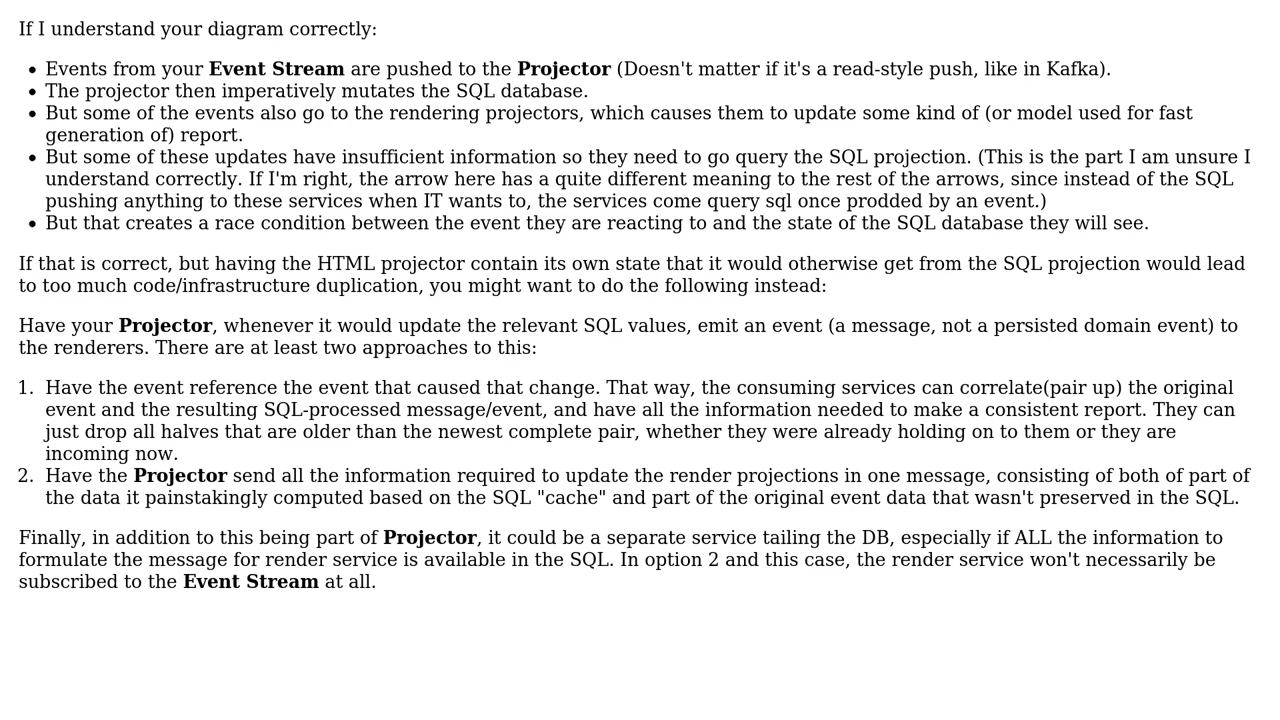 If I understand your diagram correctly:
• Events from your Event Stream are pushed to the Projector (Doesn't matter if it's a read-style push, like in Kafka).
• The projector then imperatively mutates the SQL database.
• But some of the events also go to the rendering projectors, which causes them to update some kind of (or model used for fast
generation of) report.
• But some of these updates have insufficient information so they need to go query the SQL projection. (This is the part I am unsure I
understand correctly. If I'm right, the arrow here has a quite different meaning to the rest of the arrows, since instead of the SQL
pushing anything to these services when IT wants to, the services come query sql once prodded by an event.)
• But that creates a race condition between the event they are reacting to and the state of the SQL database they will see.
If that is correct, but having the HTML projector contain its own state that it would otherwise get from the SQL projection would lead
to too much code/infrastructure duplication, you might want to do the following instead:
Have your Projector, whenever it would update the relevant SQL values, emit an event (a message, not a persisted domain event) to
the renderers. There are at least two approaches to this:
1. Have the event reference the event that caused that change. That way, the consuming services can correlate(pair up) the original
event and the resulting SQL-processed message/event, and have all the information needed to make a consistent report. They can
just drop all halves that are older than the newest complete pair, whether they were already holding on to them or they are
incoming now.
2. Have the Projector send all the information required to update the render projections in one message, consisting of both of part of
the data it painstakingly computed based on the SQL "cache" and part of the original event data that wasn't preserved in the SQL.
Finally, in addition to this being part of Projector, it could be a separate service tailing the DB, especially if ALL the information to
formulate the message for render service is available in the SQL. In option 2 and this case, the render service won't necessarily be
subscribed to the Event Stream at all.